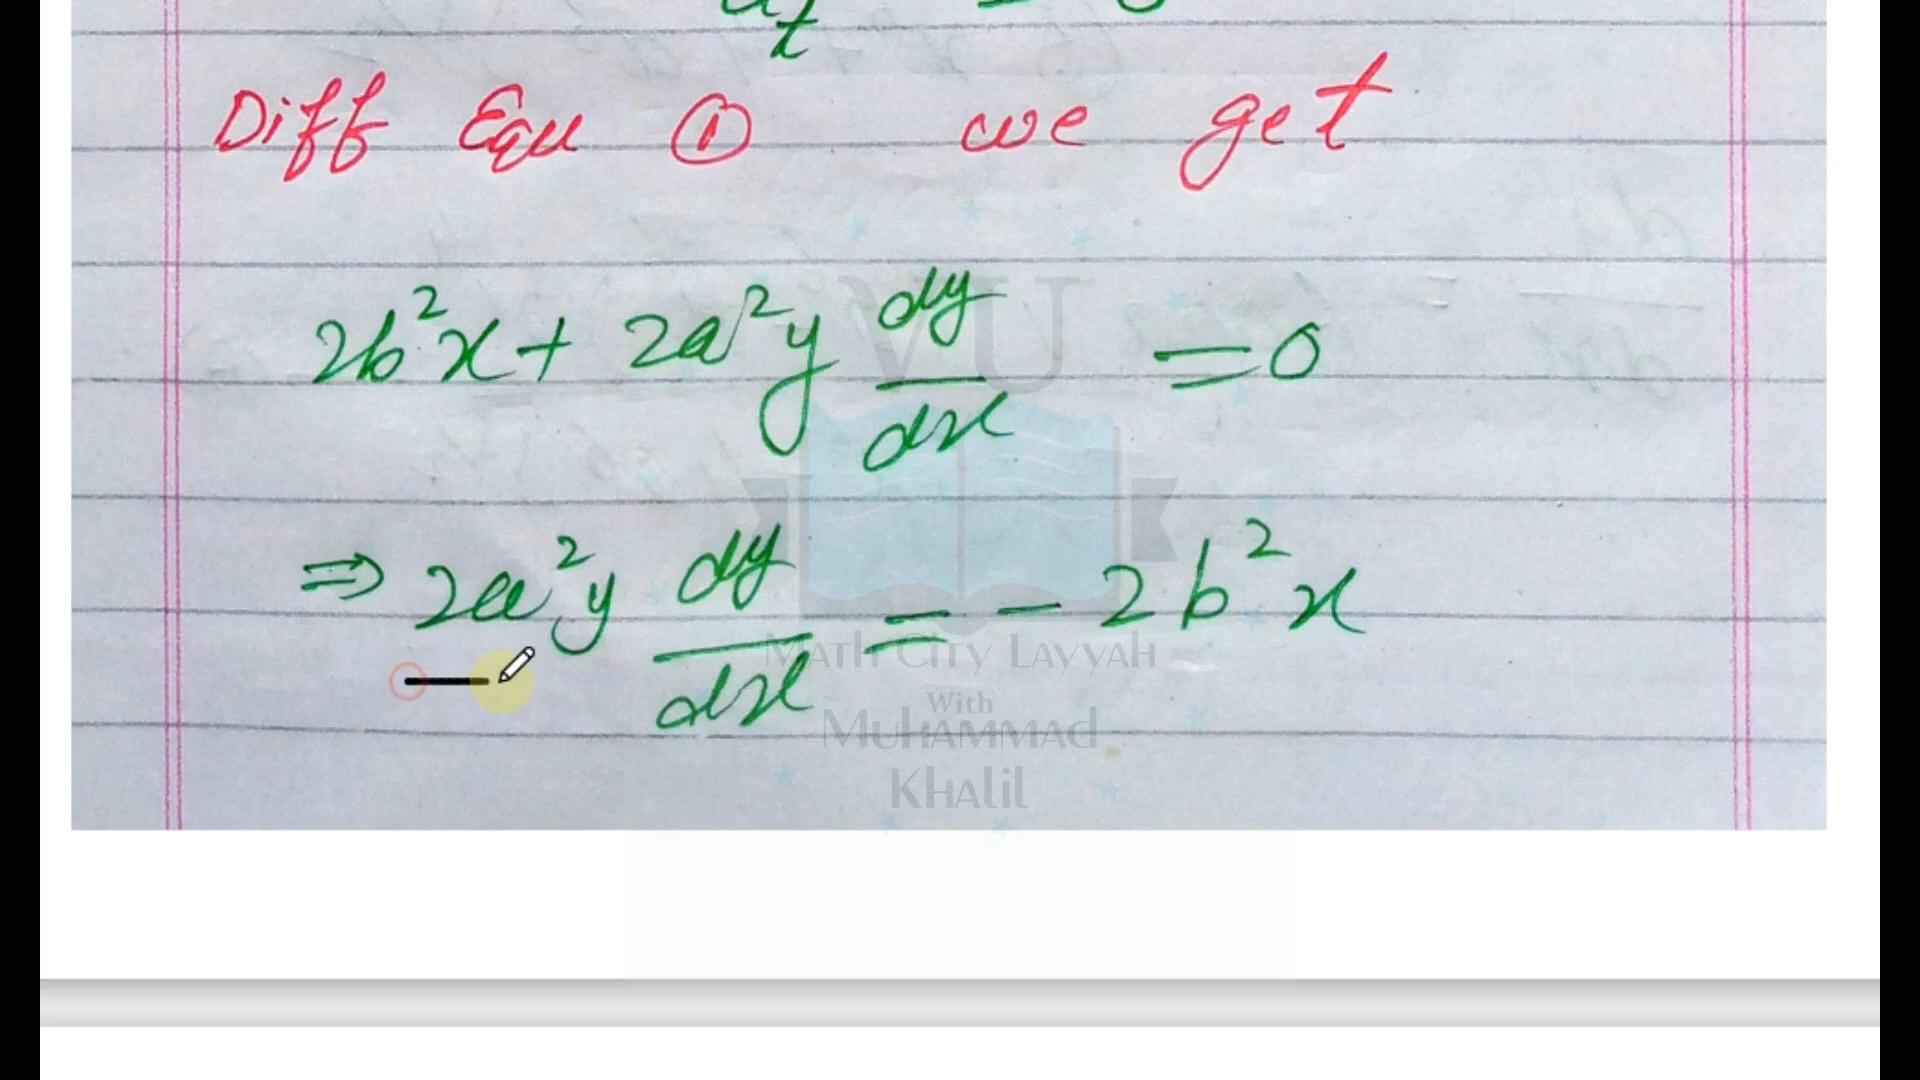 Diff Equ ① we get
2b²x + 2a²y dy/dx = 0
⇒ 2a²y dy/dx = - 2b²x
VU
Math City Layyah
With
Muhammad
Khalil